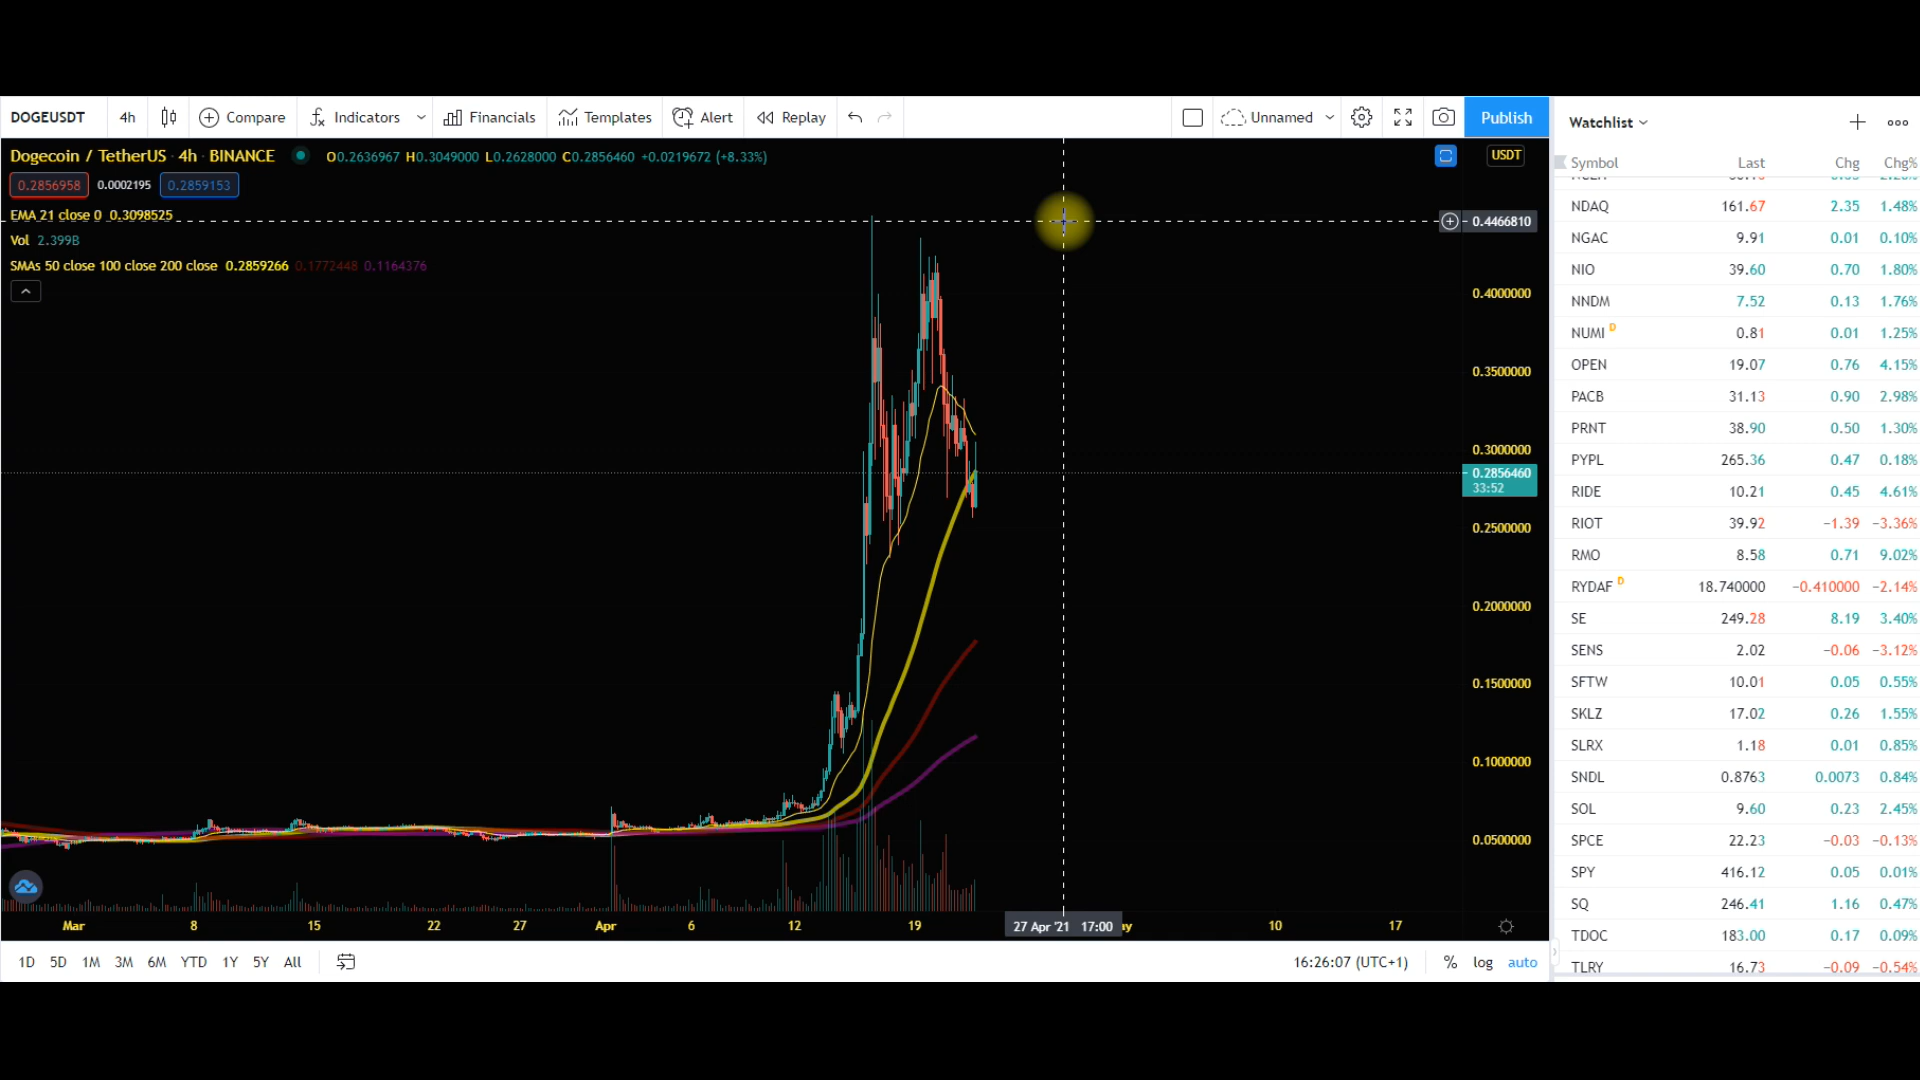 DOGEUSDT 4h Compare Indicators Financials Templates Alert Replay Unnamed Publish
Dogecoin / TetherUS · 4h · BINANCE O0.2636967 H0.3049000 L0.2628000 C0.2856460 +0.0219672 (+8.33%) USDT
0.2856958 0.0002195 0.2859153
EMA 21 close 0 0.3098525
Vol 2.399B
SMAs 50 close 100 close 200 close 0.2859266 0.1772448 0.1164376
0.4466810
0.4000000
0.3500000
0.3000000
0.2856460
33:52
0.2500000
0.2000000
0.1500000
0.1000000
0.0500000
Mar 8 15 22 27 Apr 6 12 19 27 Apr '21 17:00 10 17
1D 5D 1M 3M 6M YTD 1Y 5Y All 16:26:07 (UTC+1) % log auto
Watchlist
Symbol Last Chg Chg%
NDAQ 161.67 2.35 1.48%
NGAC 9.91 0.01 0.10%
NIO 39.60 0.70 1.80%
NNDM 7.52 0.13 1.76%
NUMI D 0.81 0.01 1.25%
OPEN 19.07 0.76 4.15%
PACB 31.13 0.90 2.98%
PRNT 38.90 0.50 1.30%
PYPL 265.36 0.47 0.18%
RIDE 10.21 0.45 4.61%
RIOT 39.92 −1.39 −3.36%
RMO 8.58 0.71 9.02%
RYDAF D 18.740000 −0.410000 −2.14%
SE 249.28 8.19 3.40%
SENS 2.02 −0.06 −3.12%
SFTW 10.01 0.05 0.55%
SKLZ 17.02 0.26 1.55%
SLRX 1.18 0.01 0.85%
SNDL 0.8763 0.0073 0.84%
SOL 9.60 0.23 2.45%
SPCE 22.23 −0.03 −0.13%
SPY 416.12 0.05 0.01%
SQ 246.41 1.16 0.47%
TDOC 183.00 0.17 0.09%
TLRY 16.73 −0.09 −0.54%